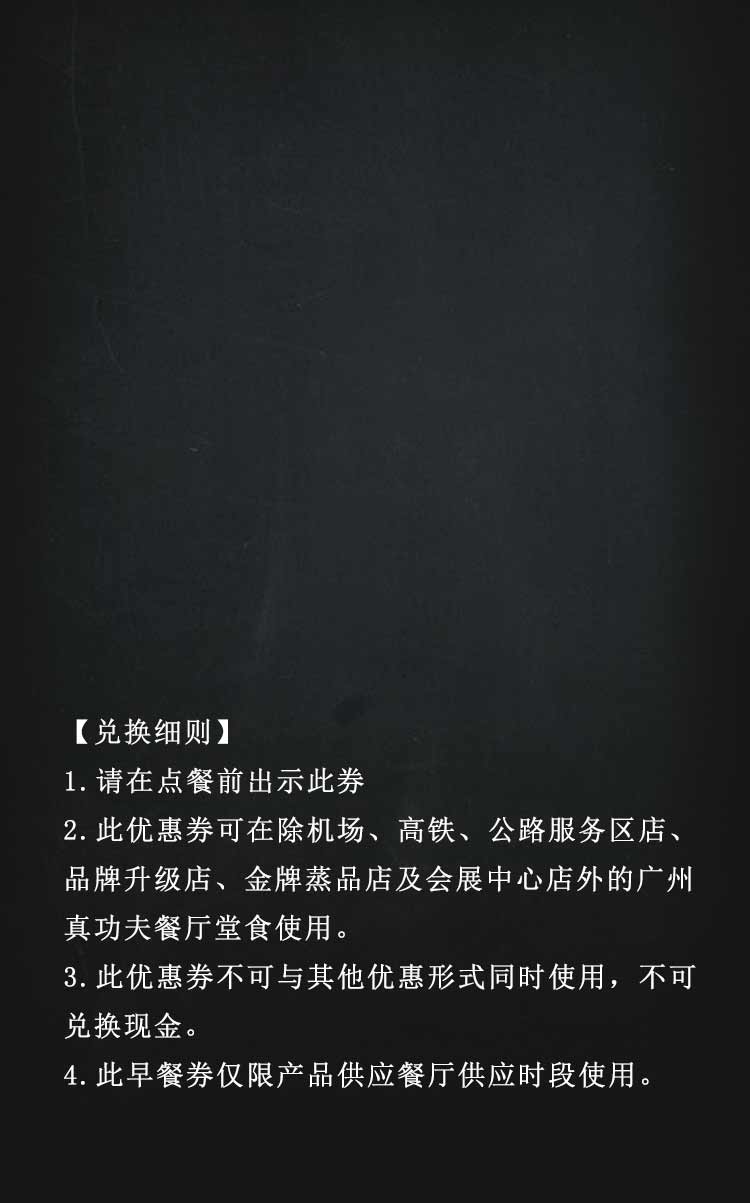 【兑换细则】
1.请在点餐前出示此券
2.此优惠券可在除机场、高铁、公路服务区店、
品牌升级店、金牌蒸品店及会展中心店外的广州
真功夫餐厅堂食使用。
3.此优惠券不可与其他优惠形式同时使用，不可
兑换现金。
4.此早餐券仅限产品供应餐厅供应时段使用。